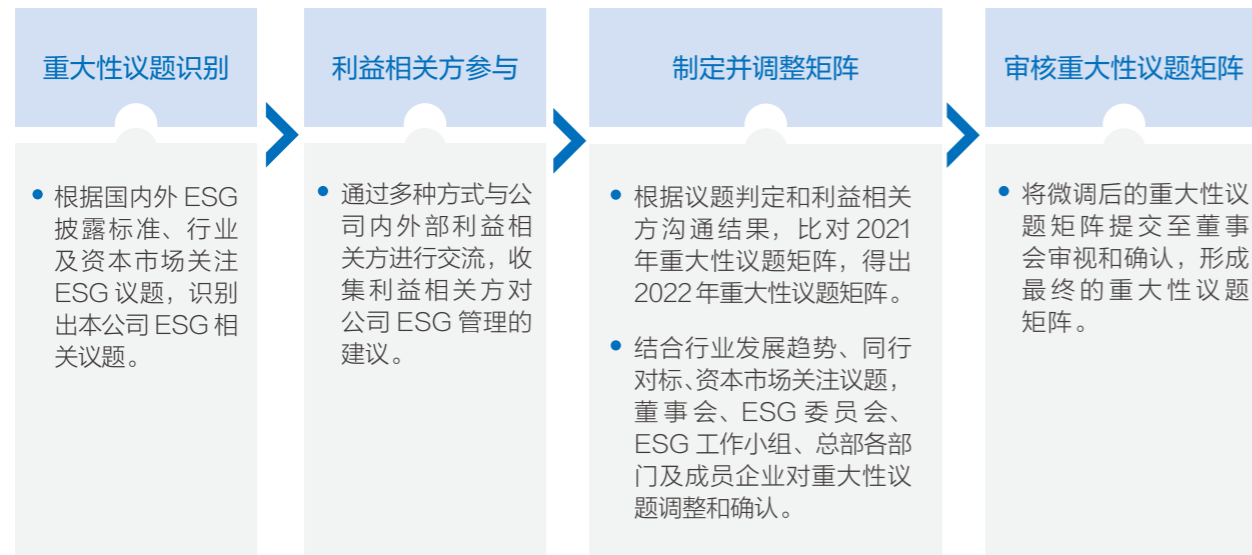 重大性议题识别
根据国内外 ESG
披露标准、行业
及资本市场关注
ESG 议题，识别
出本公司 ESG 相
关议题。
利益相关方参与
通过多种方式与公
司内外部利益相
关方进行交流，收
集利益相关方对
公司 ESG 管理的
建议。
制定并调整矩阵
根据议题判定和利益相关
方沟通结果，比对 2021
年重大性议题矩阵，得出
2022 年重大性议题矩阵。
结合行业发展趋势、同行
对标、资本市场关注议题，
董事会、ESG 委员会、
ESG 工作小组、总部各部
门及成员企业对重大性议
题调整和确认。
审核重大性议题矩阵
将微调后的重大性议
题矩阵提交至董事
会审视和确认，形成
最终的重大性议题
矩阵。